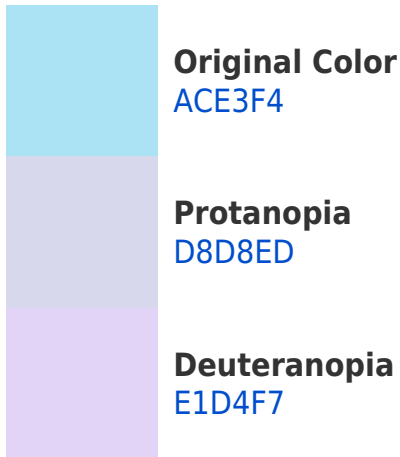 Original Color
ACE3F4
Protanopia
D8D8ED
Deuteranopia
E1D4F7